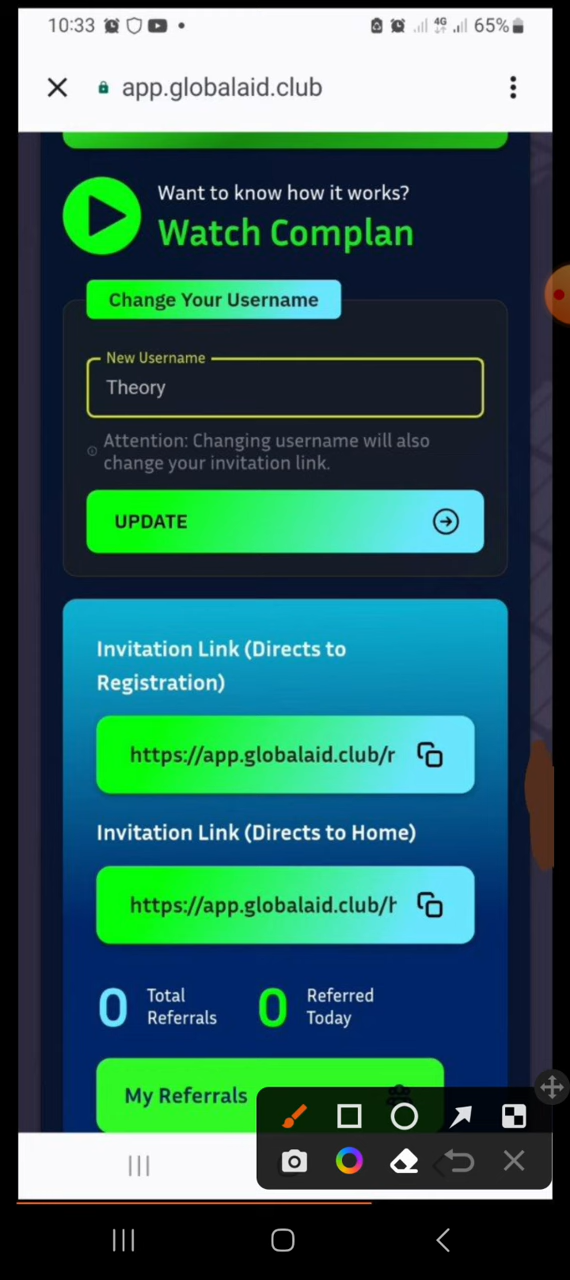 10:33
4G
65%
app.globalaid.club
Want to know how it works?
Watch Complan
Change Your Username
New Username
Theory
Attention: Changing username will also
change your invitation link.
UPDATE
Invitation Link (Directs to
Registration)
https://app.globalaid.club/r
Invitation Link (Directs to Home)
https://app.globalaid.club/h
0 Total
Referrals
0 Referred
Today
My Referrals